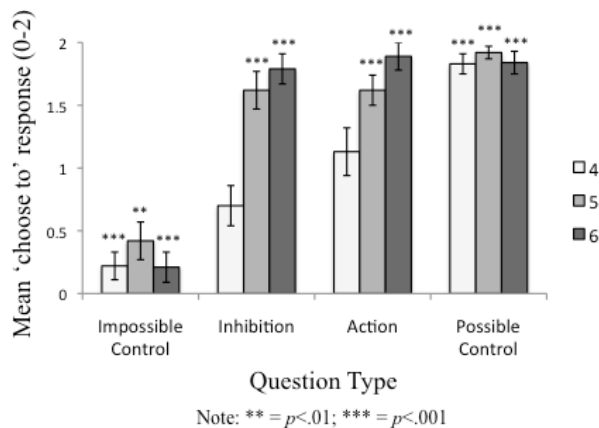 Mean 'choose to' response (0-2)
2
1.5
1
0.5
0
*** ** ***
*** ***
*** ***
*** *** ***
4
5
6
Impossible Control
Inhibition
Action
Possible Control
Question Type
Note: ** = p<.01; *** = p<.001